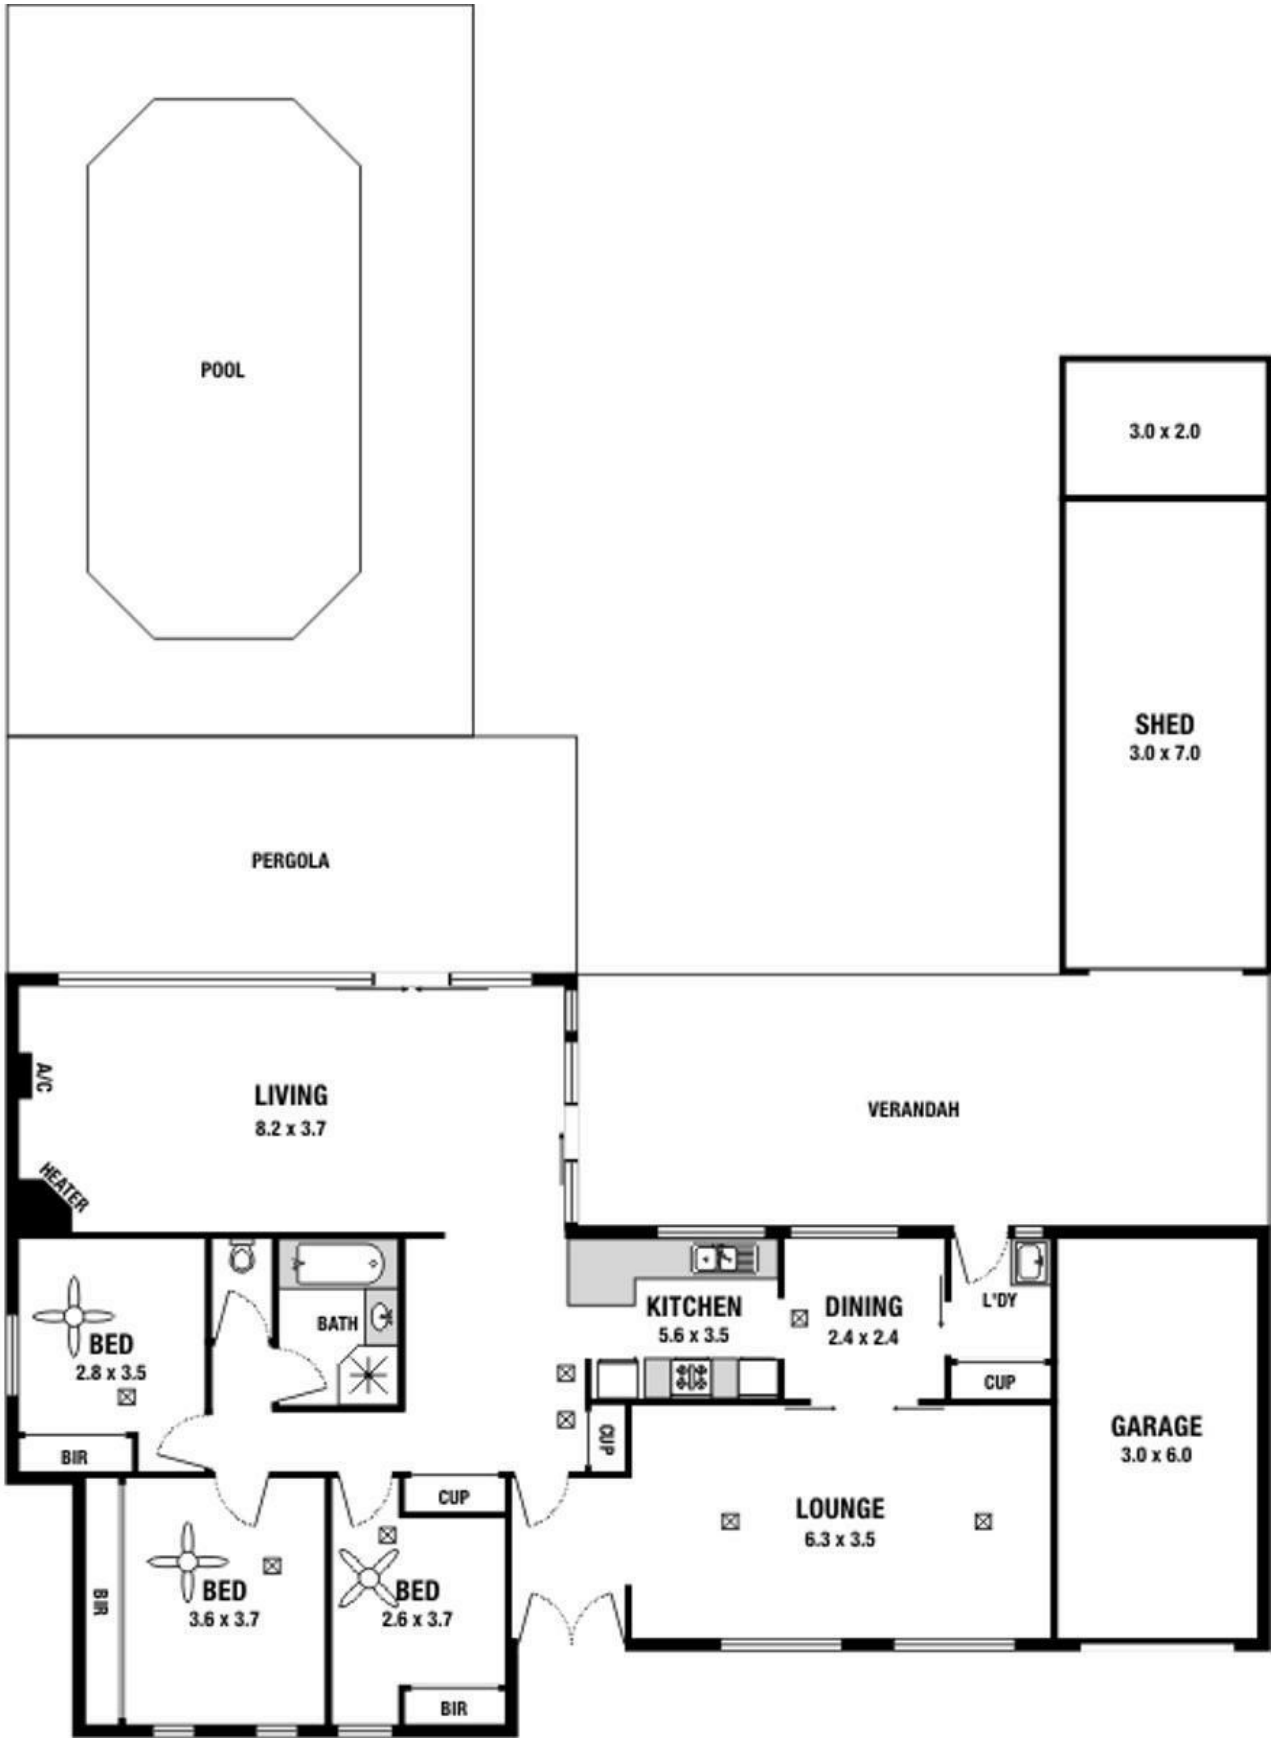 POOL
3.0 x 2.0
SHED
3.0 x 7.0
PERGOLA
A/C
LIVING
8.2 x 3.7
VERANDAH
HEATER
BED
2.8 x 3.5
BIR
BATH
KITCHEN
5.6 x 3.5
DINING
2.4 x 2.4
L'DY
CUP
GARAGE
3.0 x 6.0
CUP
CUP
LOUNGE
6.3 x 3.5
BIR
BED
3.6 x 3.7
BED
2.6 x 3.7
BIR